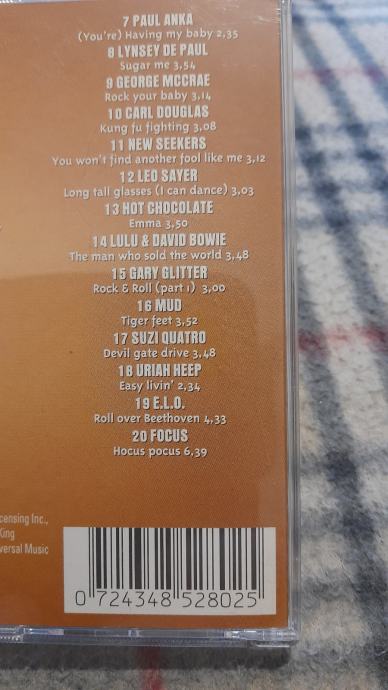 7 PAUL ANKA
(You're) Having my baby 2,35
8 LYNSEY DE PAUL
Sugar me 3,54
9 GEORGE MCCRAE
Rock your baby 3,14
10 CARL DOUGLAS
Kung fu fighting 3,08
11 NEW SEEKERS
You won't find another fool like me 3,12
12 LEO SAYER
Long tall glasses (I can dance) 3,03
13 HOT CHOCOLATE
Emma 3,50
14 LULU & DAVID BOWIE
The man who sold the world 3,48
15 GARY GLITTER
Rock & Roll (part 1) 3,00
16 MUD
Tiger feet 3,52
17 SUZI QUATRO
Devil gate drive 3,48
18 URIAH HEEP
Easy livin' 2,34
19 E.L.O.
Roll over Beethoven 4,33
20 FOCUS
Hocus pocus 6,39
censing Inc.,
King
versal Music
0 724348 528025